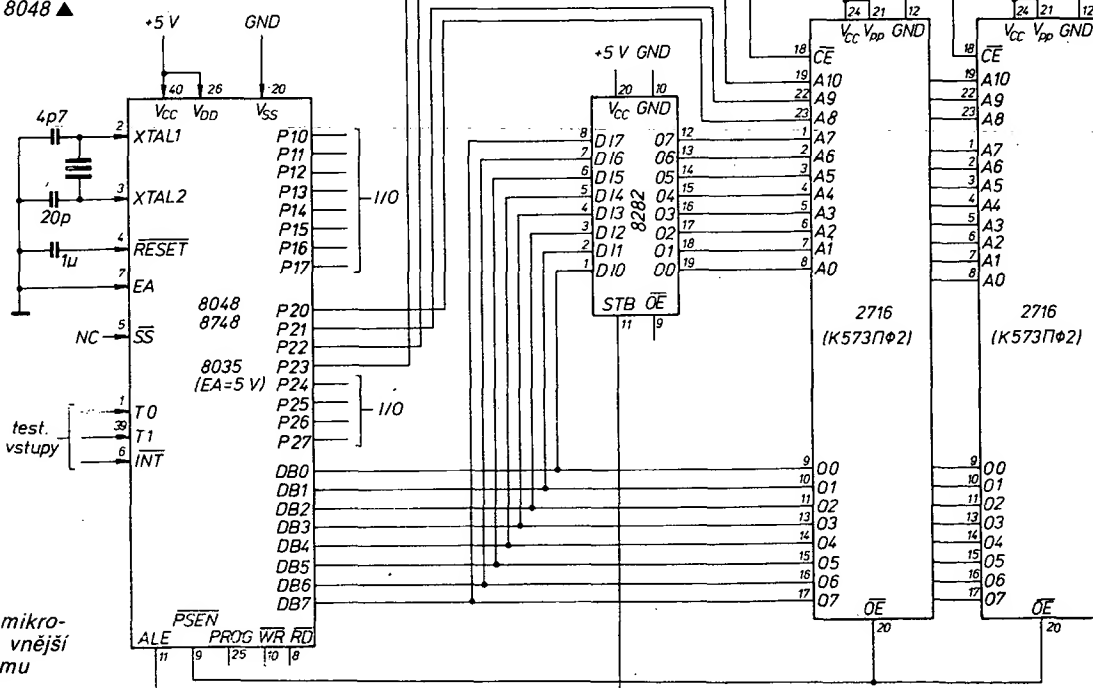 8048 ▲
+5 V
GND
40
26
20
VCC
VDD
VSS
4p7
2
XTAL1
3
XTAL2
20p
4
RESET
1µ
7
EA
NC
5
SS
8048
8748
8035
(EA=5 V)
test.
vstupy
1
T0
39
T1
6
INT
P10
P11
P12
P13
P14
P15
P16
P17
I/O
P20
P21
P22
P23
P24
P25
P26
P27
I/O
DB0
DB1
DB2
DB3
DB4
DB5
DB6
DB7
ALE
PSEN
PROG
WR
RD
11
9
25
10
8
mikro-
vnější
mu
+5 V GND
20
10
VCC GND
8 DI7
7 DI6
6 DI5
5 DI4
4 DI3
3 DI2
2 DI1
1 DI0
8282
O7 12
O6 13
O5 14
O4 15
O3 16
O2 17
O1 18
O0 19
STB OE
11
9
24 21 12
VCC Vpp GND
18 CE
19 A10
22 A9
23 A8
1 A7
2 A6
3 A5
4 A4
5 A3
6 A2
7 A1
8 A0
2716
(К573ПФ2)
9 O0
10 O1
11 O2
13 O3
14 O4
15 O5
16 O6
17 O7
OE
20
24 21 12
VCC Vpp GND
18 CE
19 A10
22 A9
23 A8
1 A7
2 A6
3 A5
4 A4
5 A3
6 A2
7 A1
8 A0
2716
(К573ПФ2)
9 O0
10 O1
11 O2
13 O3
14 O4
15 O5
16 O6
17 O7
OE
20